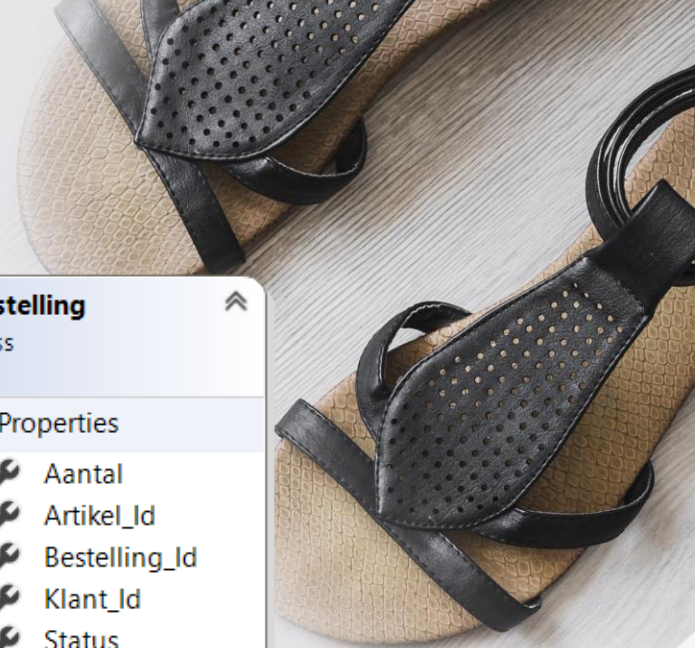 stelling
ss
Properties
Aantal
Artikel_Id
Bestelling_Id
Klant_Id
Status